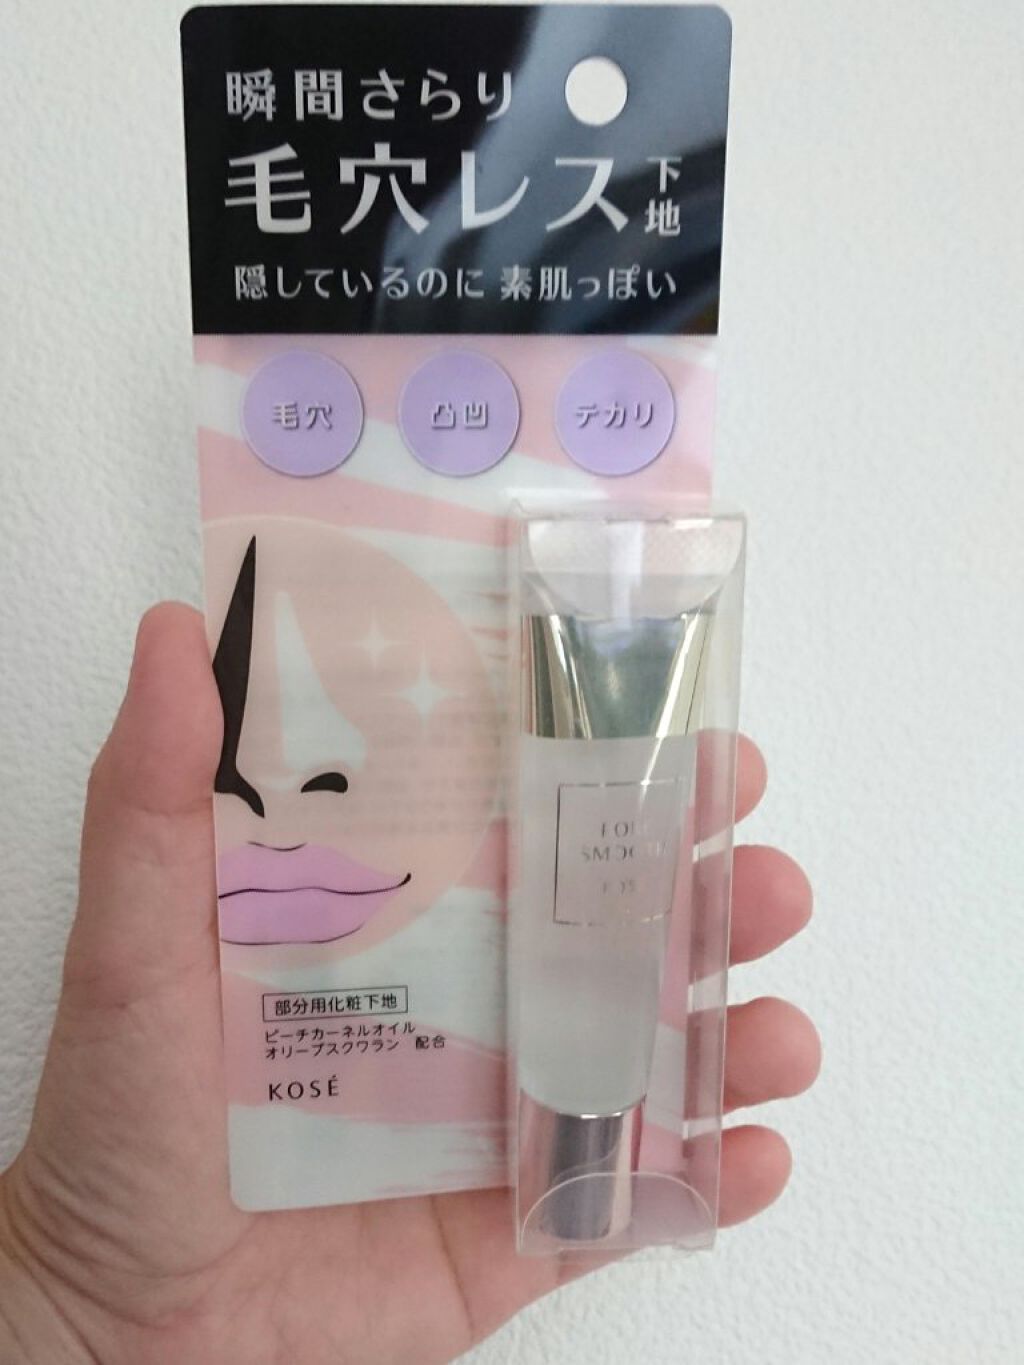 瞬間さらり
毛穴レス下地
隠しているのに 素肌っぽい
毛穴
凸凹
テカリ
部分用化粧下地
ピーチカーネルオイル
オリーブスクワラン 配合
KOSÉ